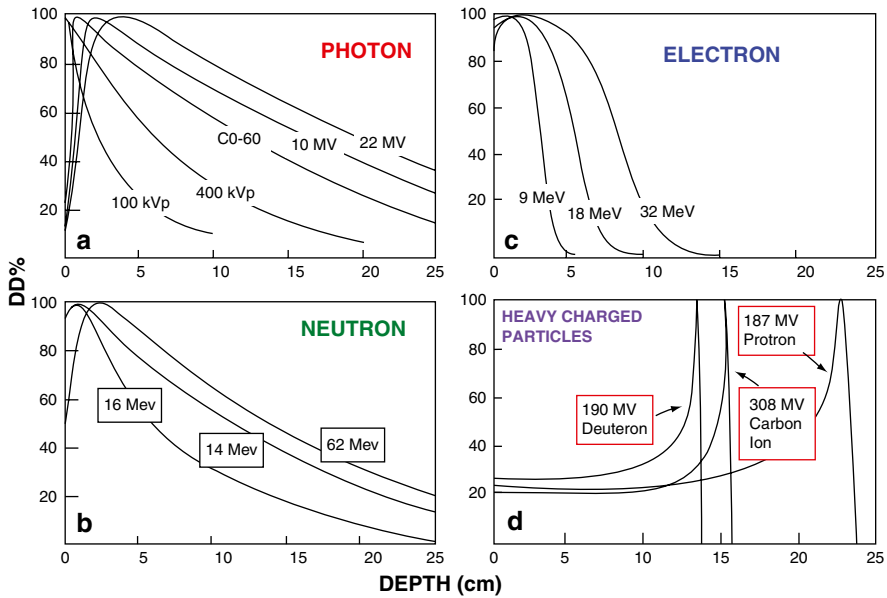 DD%
100
80
60
40
20
PHOTON
C0-60
10 MV
22 MV
400 kVp
100 kVp
a
0
5
10
15
20
25
100
80
60
40
20
ELECTRON
9 MeV
18 MeV
32 MeV
c
0
5
10
15
20
25
100
80
60
40
20
NEUTRON
16 Mev
14 Mev
62 Mev
b
0
5
10
15
20
25
100
80
60
40
20
HEAVY CHARGED
PARTICLES
187 MV
Protron
190 MV
Deuteron
308 MV
Carbon
Ion
d
0
5
10
15
20
25
DEPTH (cm)